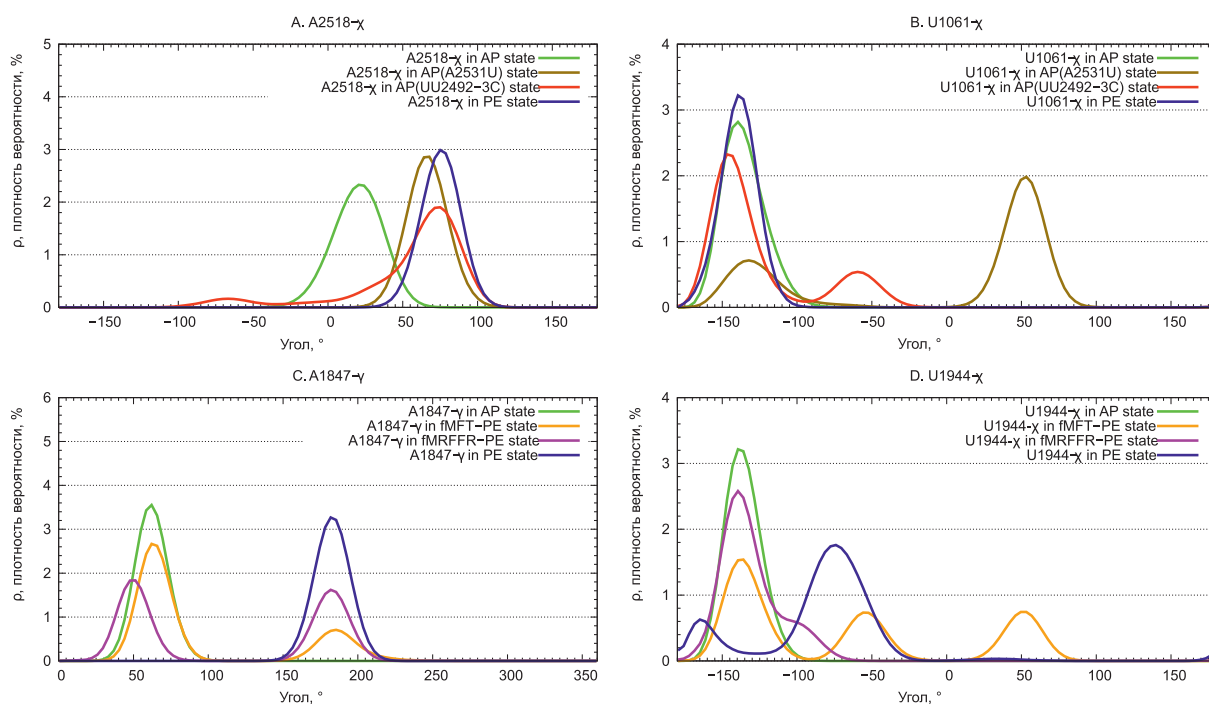 A. A2518–χ
ρ, плотность вероятности, %
5
4
3
2
1
0
A2518–χ in AP state
A2518–χ in AP(A2531U) state
A2518–χ in AP(UU2492–3C) state
A2518–χ in PE state
−150 −100 −50 0 50 100 150
Угол, °
B. U1061–χ
ρ, плотность вероятности, %
4
3
2
1
0
U1061–χ in AP state
U1061–χ in AP(A2531U) state
U1061–χ in AP(UU2492–3C) state
U1061–χ in PE state
−150 −100 −50 0 50 100 150
Угол, °
C. A1847–γ
ρ, плотность вероятности, %
6
5
4
3
2
1
0
A1847–γ in AP state
A1847–γ in fMFT–PE state
A1847–γ in fMRFFR–PE state
A1847–γ in PE state
0 50 100 150 200 250 300 350
Угол, °
D. U1944–χ
ρ, плотность вероятности, %
4
3
2
1
0
U1944–χ in AP state
U1944–χ in fMFT–PE state
U1944–χ in fMRFFR–PE state
U1944–χ in PE state
−150 −100 −50 0 50 100 150
Угол, °